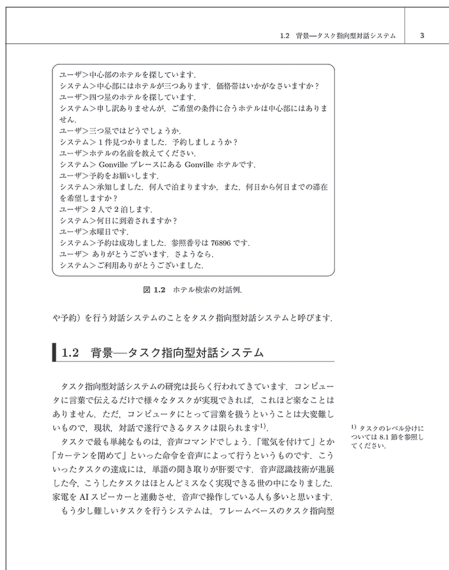 1.2 背景—タスク指向型対話システム 3
ユーザ＞中心部のホテルを探しています．
システム＞中心部にはホテルが三つあります．価格帯はいかがなさいますか？
ユーザ＞四つ星のホテルを探しています．
システム＞申し訳ありませんが，ご希望の条件に合うホテルは中心部にはありま
せん．
ユーザ＞三つ星ではどうでしょうか．
システム＞1 件見つかりました．予約しましょうか？
ユーザ＞ホテルの名前を教えてください．
システム＞ Gonville プレースにある Gonville ホテルです．
ユーザ＞予約をお願いします．
システム＞承知しました．何人で泊まりますか，また，何日から何日までの滞在
を希望しますか？
ユーザ＞ 2 人で 2 泊します．
システム＞何日に到着されますか？
ユーザ＞水曜日です．
システム＞予約は成功しました．参照番号は 76896 です．
ユーザ＞ ありがとうございます．さようなら．
システム＞ご利用ありがとうございました．
図 1.2 ホテル検索の対話例．
や予約）を行う対話システムのことをタスク指向型対話システムと呼びます．
1.2 背景—タスク指向型対話システム
タスク指向型対話システムの研究は長らく行われてきています．コンピュー
タに言葉で伝えるだけで様々なタスクが実現できれば，これほど楽なことは
ありません．ただ，コンピュータにとって言葉を扱うということは大変難し
いもので，現状，対話で遂行できるタスクは限られます1)．
タスクで最も単純なものは，音声コマンドでしょう．「電気を付けて」とか
「カーテンを閉めて」といった命令を音声によって行うというものです．こう
いったタスクの達成には，単語の聞き取りが肝要です．音声認識技術が進展
した今，こうしたタスクはほとんどミスなく実現できる世の中になりました．
家電を AI スピーカーと連動させ，音声で操作している人も多いと思います．
もう少し難しいタスクを行うシステムは，フレームベースのタスク指向型
1) タスクのレベル分けに
ついては 8.1 節を参照し
てください．